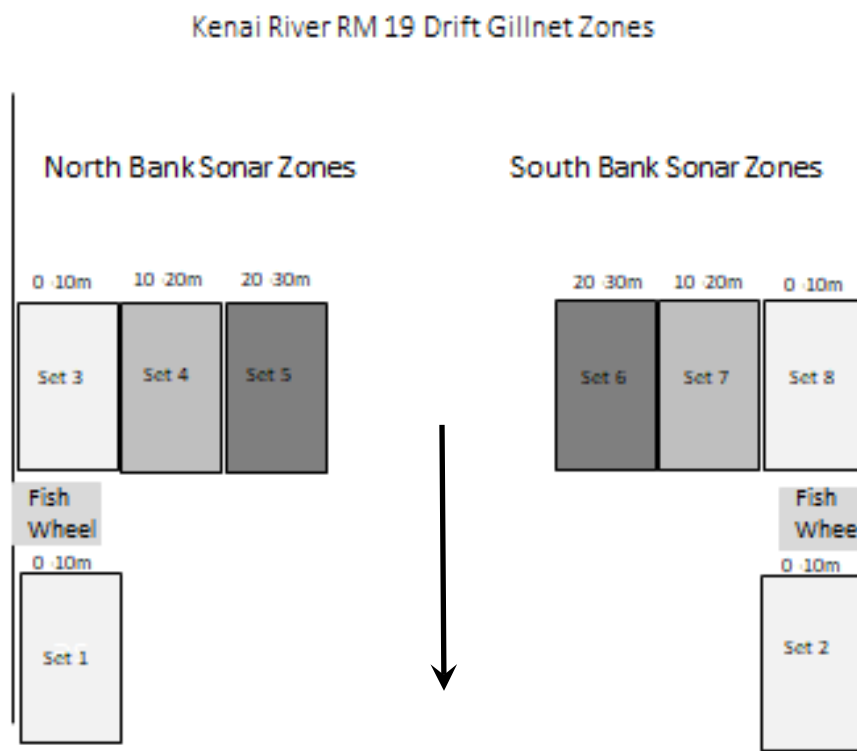 Kenai River RM 19 Drift Gillnet Zones
North Bank Sonar Zones
South Bank Sonar Zones
0 -10m
10 -20m
20 -30m
20 -30m
10 -20m
0 -10m
Set 3
Set 4
Set 5
Set 6
Set 7
Set 8
Fish
Wheel
Fish
Whee
0 -10m
0 -10m
Set 1
Set 2